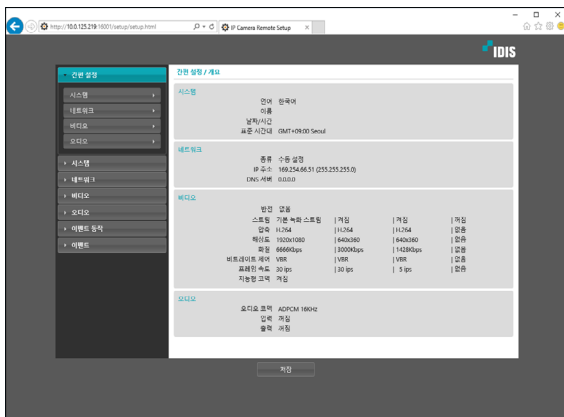 http://10.0.125.219:16001/setup/setup.html
IP Camera Remote Setup
IDIS
간편 설정
시스템
네트워크
비디오
오디오
시스템
네트워크
비디오
오디오
이벤트 동작
이벤트
간편 설정 / 개요
시스템
언어 한국어
이름
날짜/시간
표준 시간대 GMT+09:00 Seoul
네트워크
종류 수동 설정
IP 주소 169.254.66.51 (255.255.255.0)
DNS 서버 0.0.0.0
비디오
반전 없음
스트림 기본 녹화 스트림 | 켜짐 | 켜짐 | 꺼짐
압축 H.264 | H.264 | H.264 | 없음
해상도 1920x1080 | 640x360 | 640x360 | 없음
화질 6666Kbps | 3000Kbps | 1428Kbps | 없음
비트레이트 제어 VBR | VBR | VBR | 없음
프레임 속도 30 ips | 30 ips | 5 ips | 없음
지능형 코덱 꺼짐
오디오
오디오 코덱 ADPCM 16KHz
입력 꺼짐
출력 꺼짐
저장